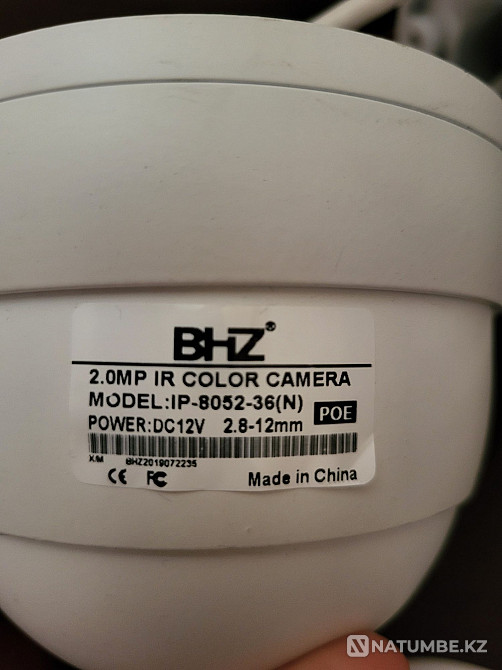 BHZ®
2.0MP IR COLOR CAMERA
MODEL:IP-8052-36(N)
POWER:DC12V 2.8-12mm POE
X/M BHZ2019072235
CE FC Made in China
NATUMBE.KZ